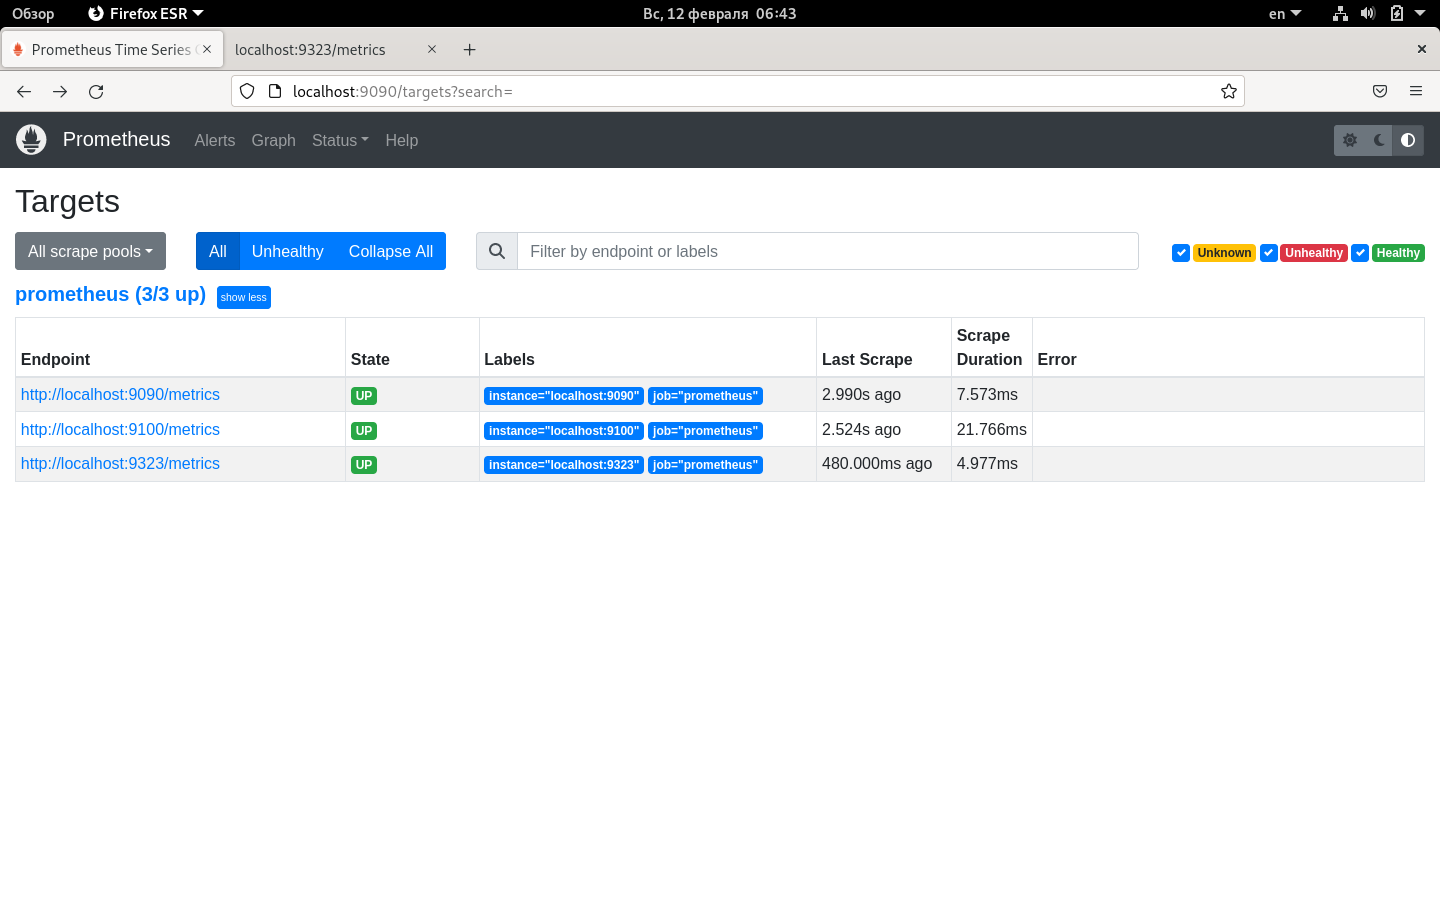 Обзор Firefox ESR Вс, 12 февраля 06:43 en
Prometheus Time Series localhost:9323/metrics
localhost:9090/targets?search=
Prometheus Alerts Graph Status Help
Targets
All scrape pools All Unhealthy Collapse All Filter by endpoint or labels Unknown Unhealthy Healthy
prometheus (3/3 up) show less
Endpoint State Labels Last Scrape Scrape Duration Error
http://localhost:9090/metrics UP instance="localhost:9090" job="prometheus" 2.990s ago 7.573ms
http://localhost:9100/metrics UP instance="localhost:9100" job="prometheus" 2.524s ago 21.766ms
http://localhost:9323/metrics UP instance="localhost:9323" job="prometheus" 480.000ms ago 4.977ms